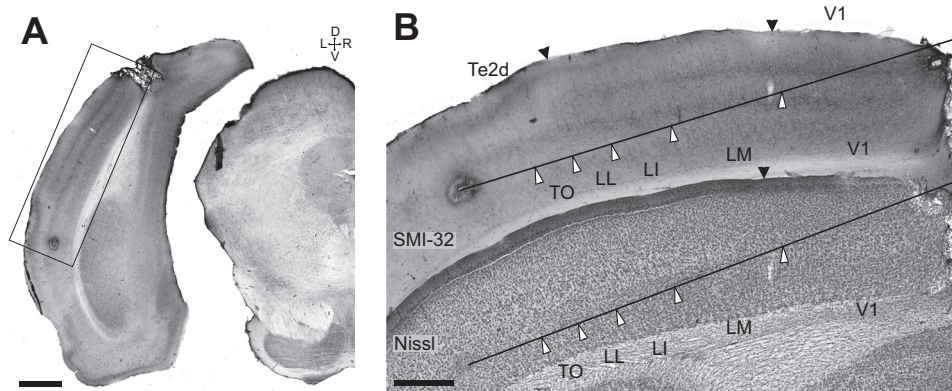 A
D
L R
V
B
V1
Te2d
TO LL LI LM V1
SMI-32
Nissl
TO LL LI LM V1